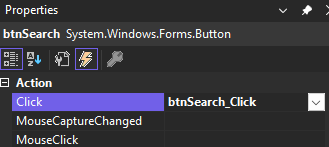 Properties
btnSearch System.Windows.Forms.Button
Action
Click btnSearch_Click
MouseCaptureChanged
MouseClick